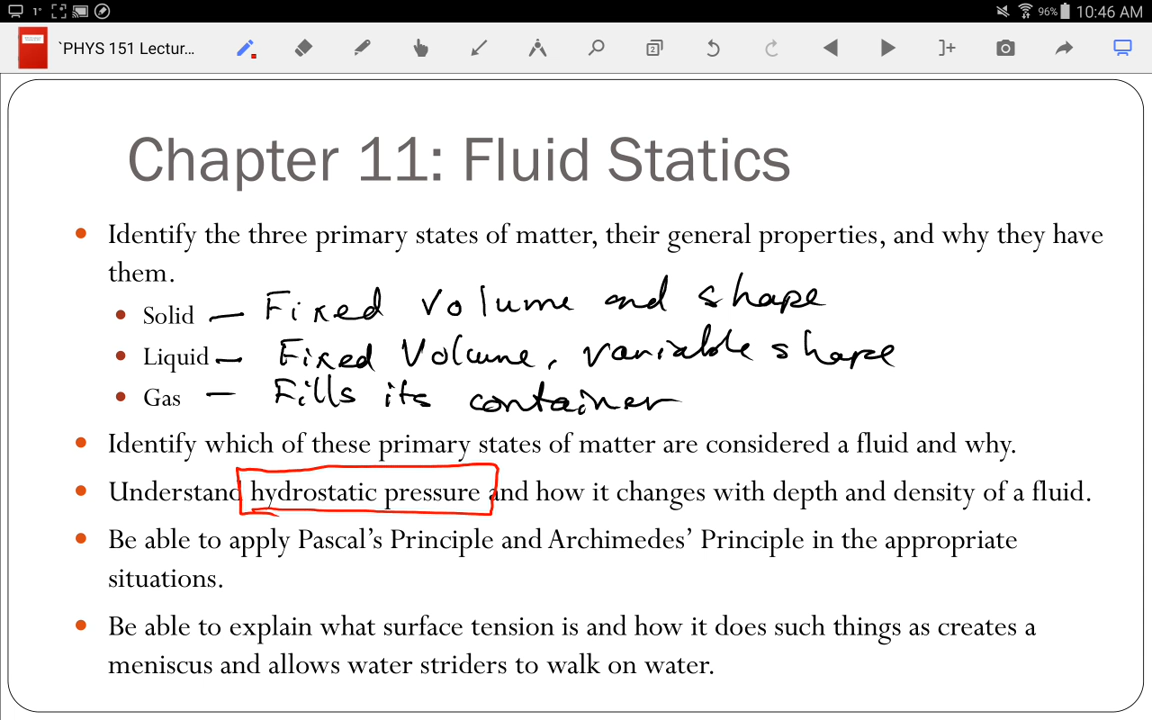 1° 96% 10:46 AM
`PHYS 151 Lectur... 2
Chapter 11: Fluid Statics
Identify the three primary states of matter, their general properties, and why they have
them.
Solid — Fixed volume and shape
Liquid — Fixed Volume, variable shape
Gas — Fills its container
Identify which of these primary states of matter are considered a fluid and why.
Understand hydrostatic pressure and how it changes with depth and density of a fluid.
Be able to apply Pascal’s Principle and Archimedes’ Principle in the appropriate
situations.
Be able to explain what surface tension is and how it does such things as creates a
meniscus and allows water striders to walk on water.